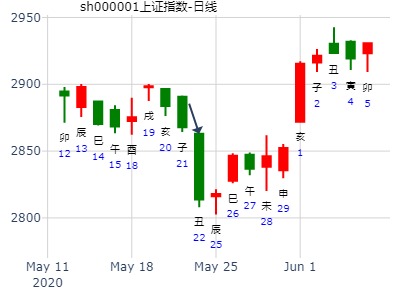 sh000001上证指数-日线
2950
2900
2850
2800
卯
12
辰
13
巳
14
午
15
酉
18
戌
19
亥
20
子
21
丑
22
辰
25
巳
26
午
27
未
28
申
29
亥
1
子
2
丑
3
寅
4
卯
5
May 11
2020
May 18
May 25
Jun 1